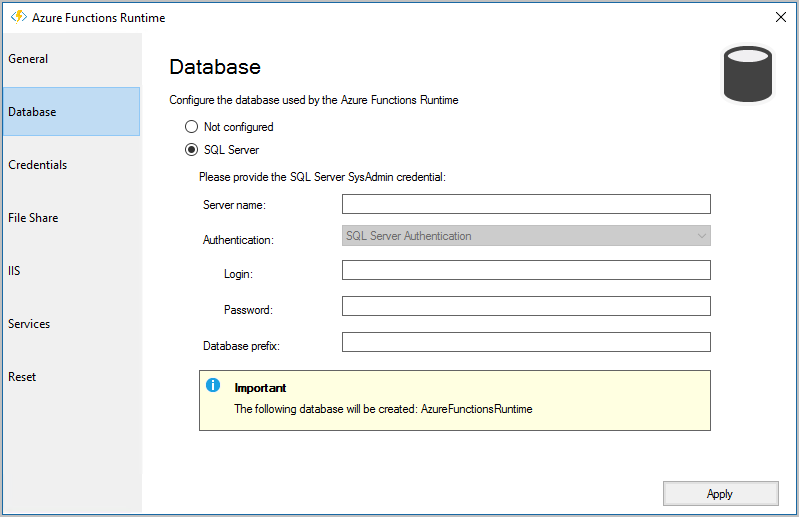 Azure Functions Runtime
General
Database
Credentials
File Share
IIS
Services
Reset
Database
Configure the database used by the Azure Functions Runtime
Not configured
SQL Server
Please provide the SQL Server SysAdmin credential:
Server name:
Authentication:
SQL Server Authentication
Login:
Password:
Database prefix:
Important
The following database will be created: AzureFunctionsRuntime
Apply